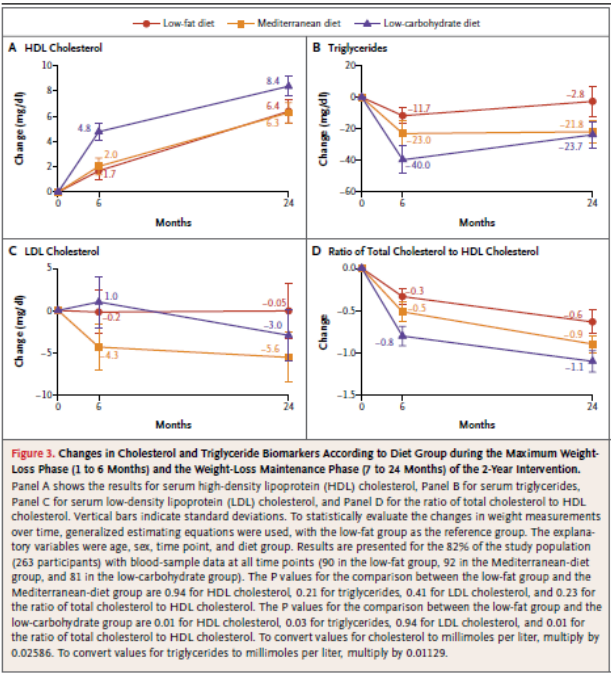 Low-fat diet Mediterranean diet Low-carbohydrate diet
A HDL Cholesterol
Change (mg/dl)
10
8
6
4
2
0
4.8
2.0
1.7
8.4
6.4
6.3
0 6 24
Months
B Triglycerides
Change (mg/dl)
20
0
−20
−40
−60
−11.7
−23.0
−40.0
−2.8
−21.8
−23.7
0 6 24
Months
C LDL Cholesterol
Change (mg/dl)
5
0
−5
−10
1.0
−0.2
−4.3
−0.05
−3.0
−5.6
0 6 24
Months
D Ratio of Total Cholesterol to HDL Cholesterol
Change
0.0
−0.5
−1.0
−1.5
−0.3
−0.5
−0.8
−0.6
−0.9
−1.1
0 6 24
Months
Figure 3. Changes in Cholesterol and Triglyceride Biomarkers According to Diet Group during the Maximum Weight-
Loss Phase (1 to 6 Months) and the Weight-Loss Maintenance Phase (7 to 24 Months) of the 2-Year Intervention.
Panel A shows the results for serum high-density lipoprotein (HDL) cholesterol, Panel B for serum triglycerides,
Panel C for serum low-density lipoprotein (LDL) cholesterol, and Panel D for the ratio of total cholesterol to HDL
cholesterol. Vertical bars indicate standard deviations. To statistically evaluate the changes in weight measurements
over time, generalized estimating equations were used, with the low-fat group as the reference group. The explana-
tory variables were age, sex, time point, and diet group. Results are presented for the 82% of the study population
(263 participants) with blood-sample data at all time points (90 in the low-fat group, 92 in the Mediterranean-diet
group, and 81 in the low-carbohydrate group). The P values for the comparison between the low-fat group and the
Mediterranean-diet group are 0.94 for HDL cholesterol, 0.21 for triglycerides, 0.41 for LDL cholesterol, and 0.23 for
the ratio of total cholesterol to HDL cholesterol. The P values for the comparison between the low-fat group and the
low-carbohydrate group are 0.01 for HDL cholesterol, 0.03 for triglycerides, 0.94 for LDL cholesterol, and 0.01 for
the ratio of total cholesterol to HDL cholesterol. To convert values for cholesterol to millimoles per liter, multiply by
0.02586. To convert values for triglycerides to millimoles per liter, multiply by 0.01129.